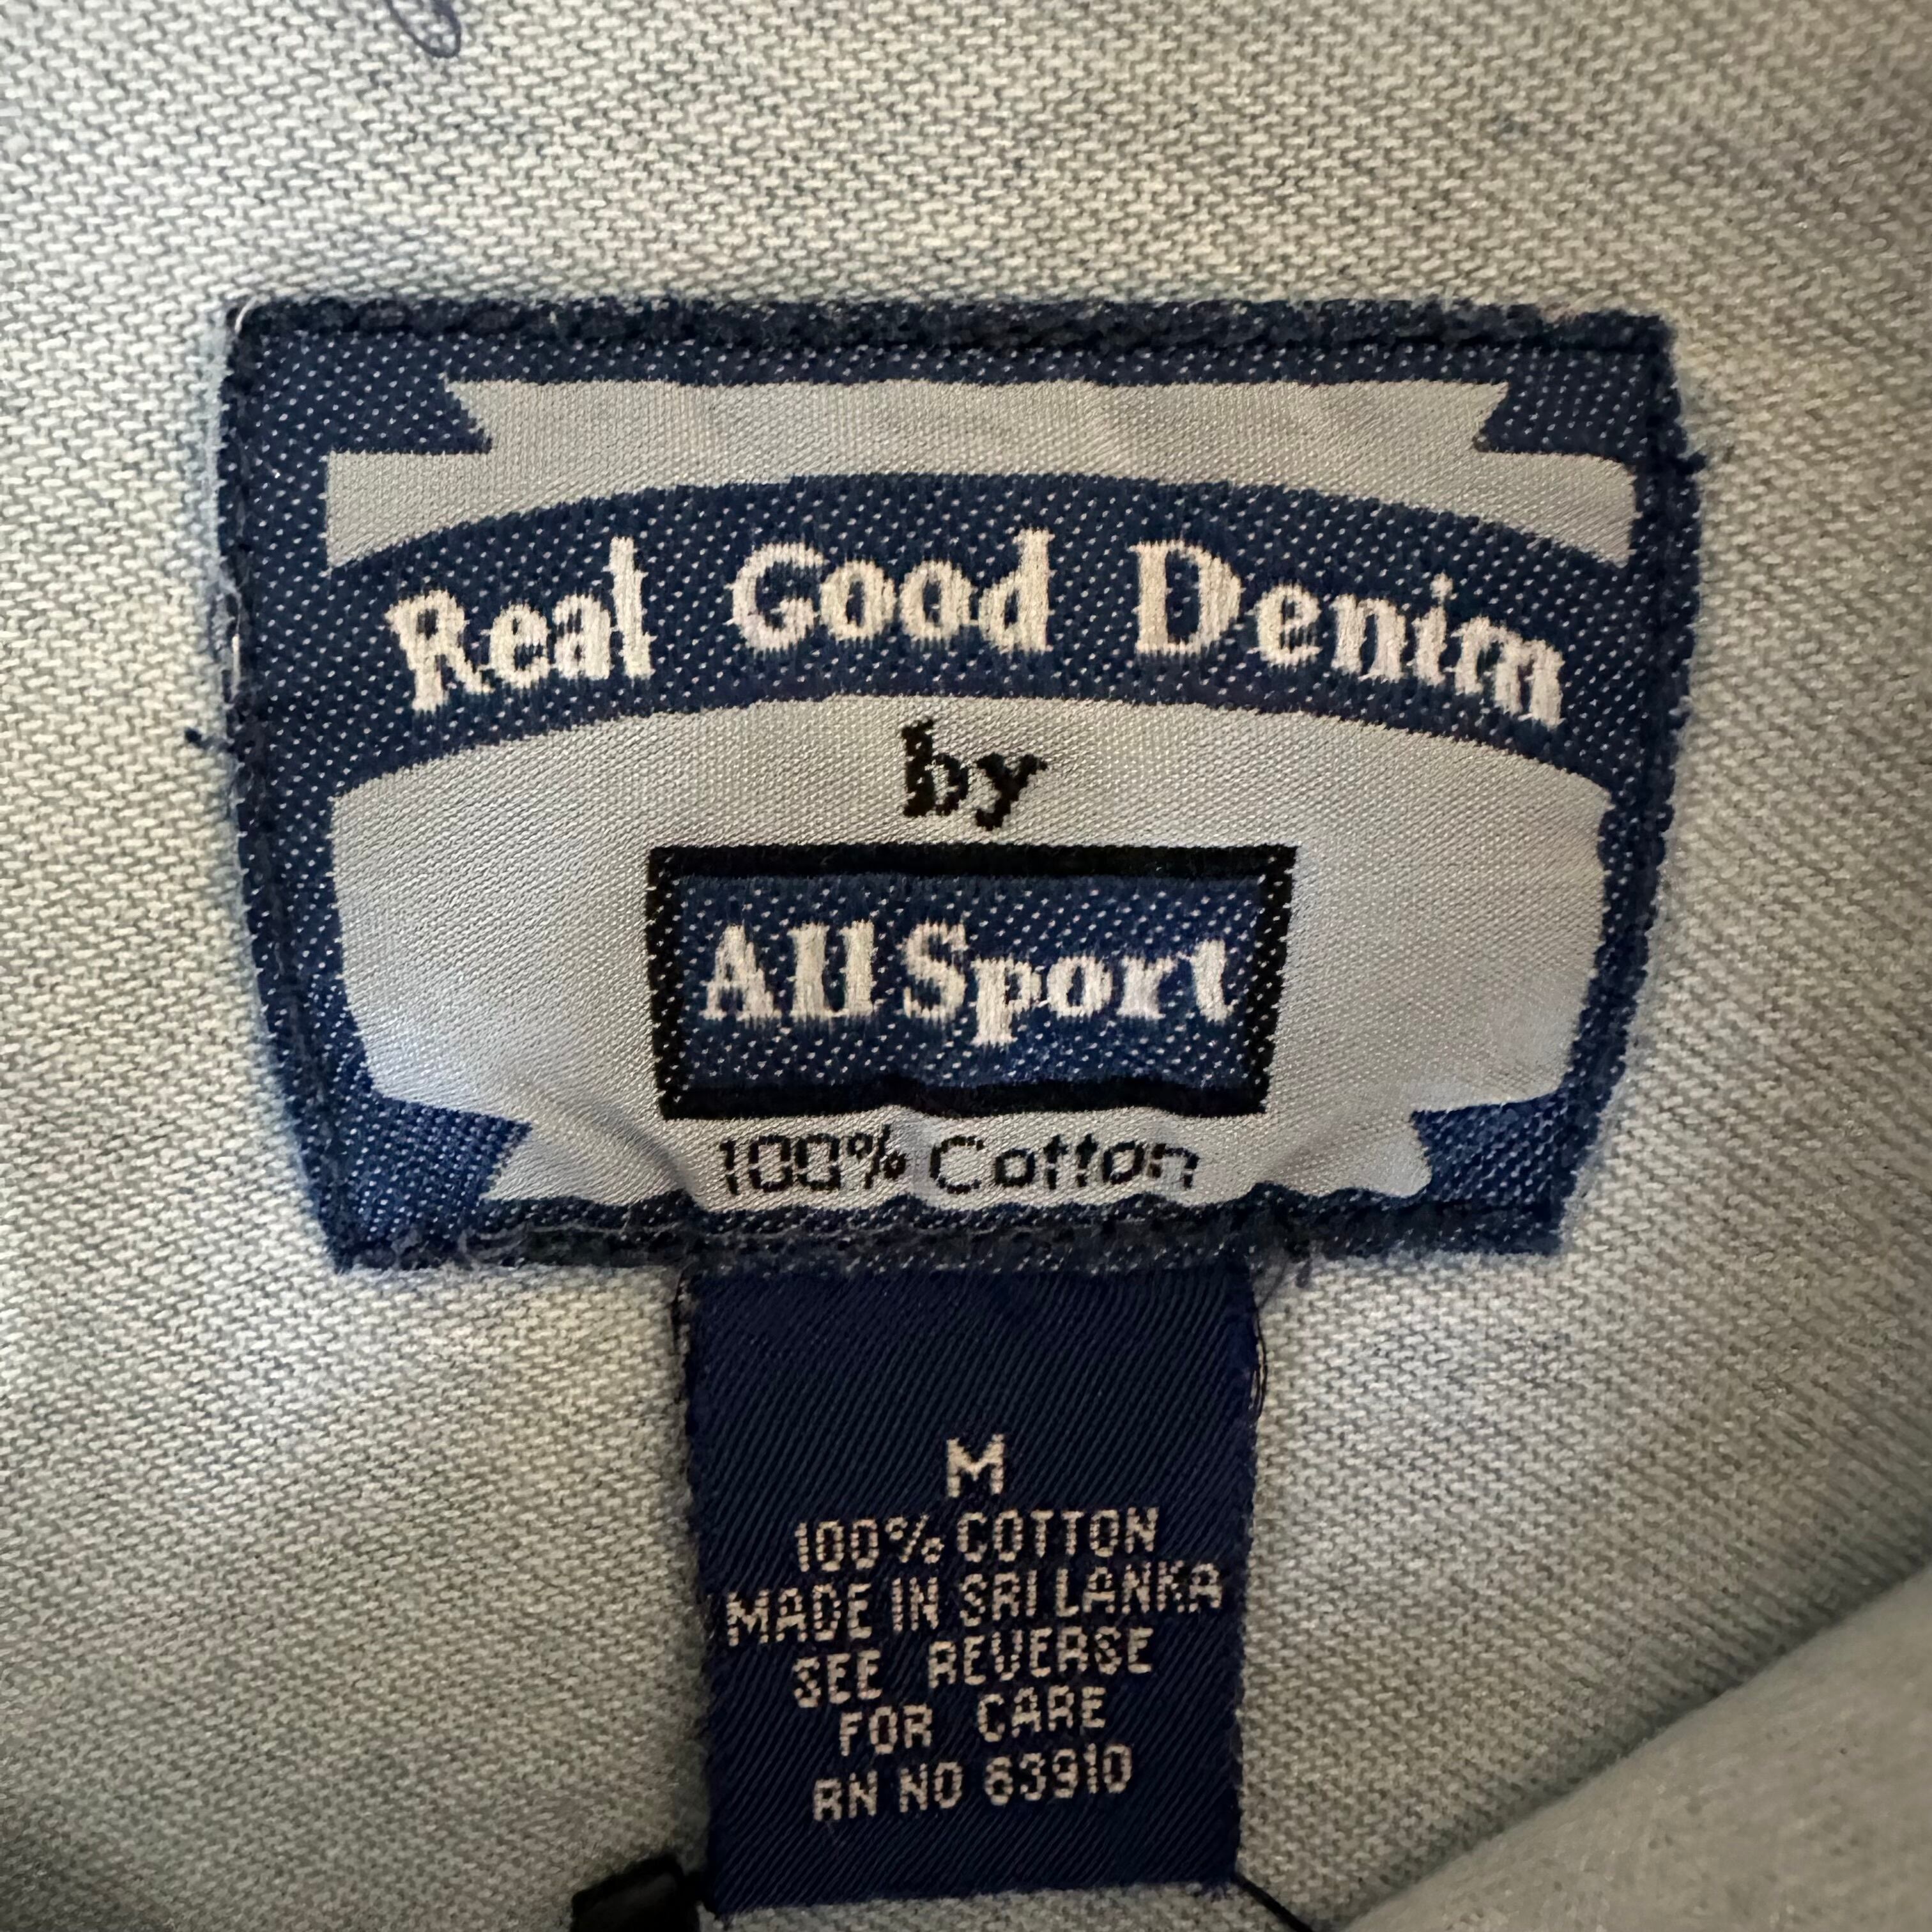 Real Good Denim
by
All Sport
100% Cotton
M
100% COTTON
MADE IN SRI LANKA
SEE REVERSE
FOR CARE
RN NO 63910